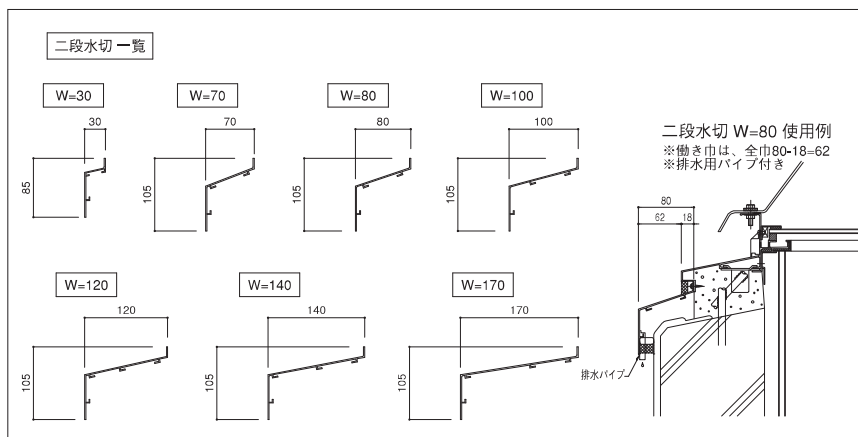 二段水切 一覧
W=30
W=70
W=80
W=100
30
70
80
100
85
105
105
105
二段水切 W=80 使用例
※働き巾は、全巾80-18=62
※排水用パイプ付き
80
62
18
排水パイプ
W=120
W=140
W=170
120
140
170
105
105
105